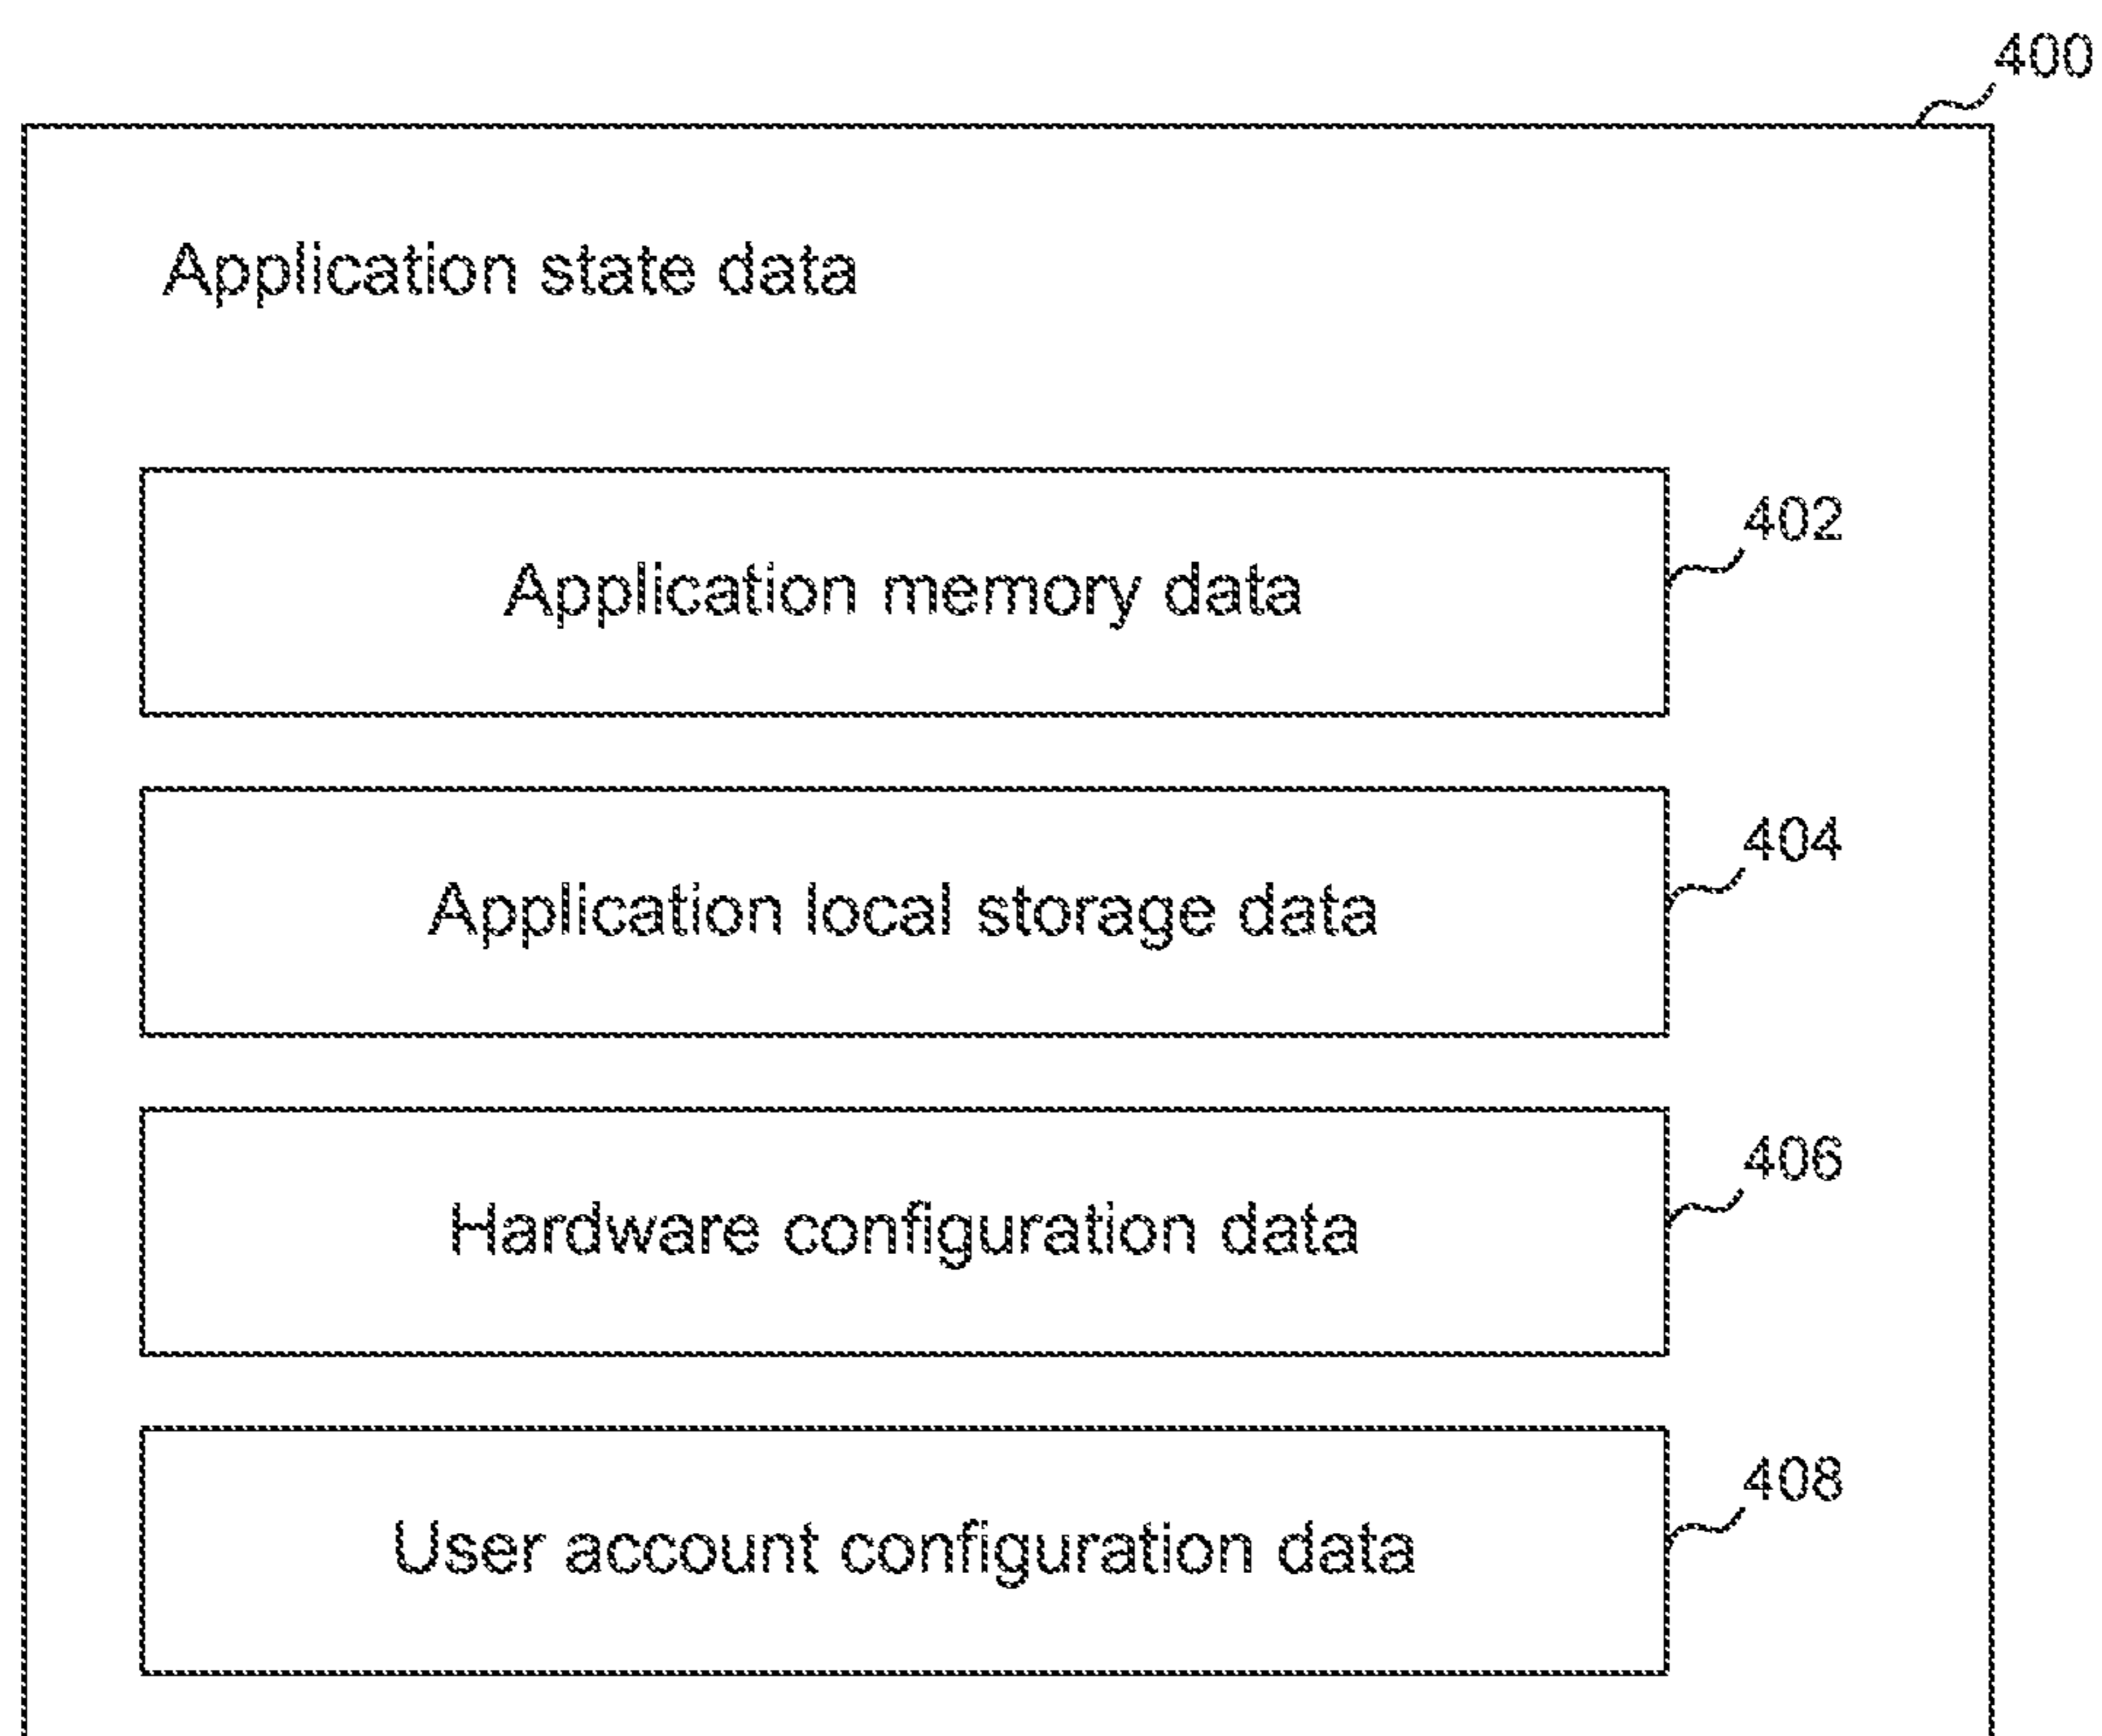 400
Application state data
402
Application memory data
404
Application local storage data
406
Hardware configuration data
408
User account configuration data